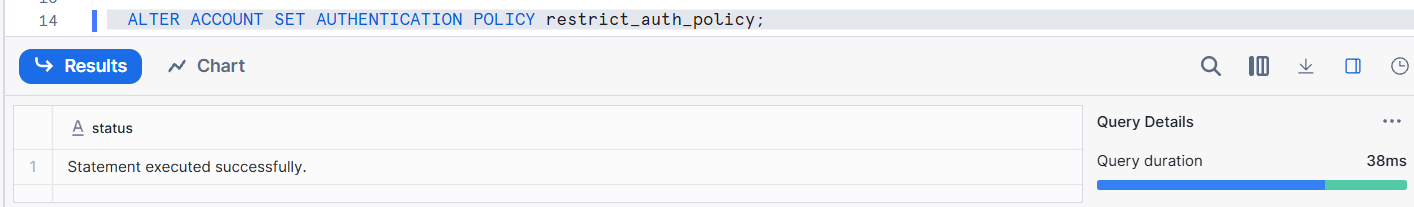 14 ALTER ACCOUNT SET AUTHENTICATION POLICY restrict_auth_policy;
Results Chart
A status
Query Details
1 Statement executed successfully.
Query duration 38ms